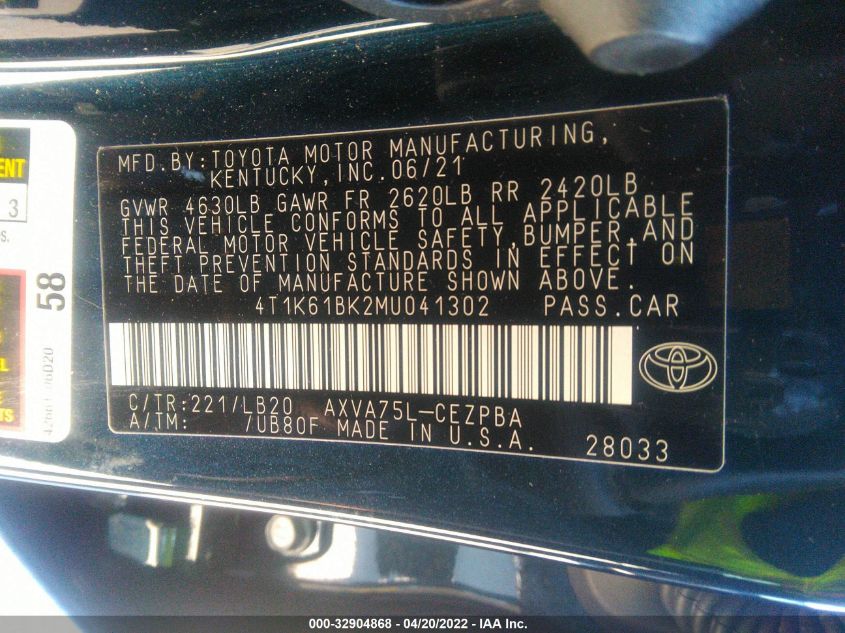 MFD.BY:TOYOTA MOTOR MANUFACTURING,
KENTUCKY, INC.06/21
GVWR 4630LB GAWR FR 2620LB RR 2420LB
THIS VEHICLE CONFORMS TO ALL APPLICABLE
FEDERAL MOTOR VEHICLE SAFETY,BUMPER,AND
THEFT PREVENTION STANDARDS IN EFFECT ON
THE DATE OF MANUFACTURE SHOWN ABOVE.
4T1K61BK2MU041302 PASS.CAR
C/TR:221/LB20 AXVA75L-CEZPBA
A/TM: /UB80F MADE IN U.S.A. 28033
3
58
000-32904868 - 04/20/2022 - IAA Inc.